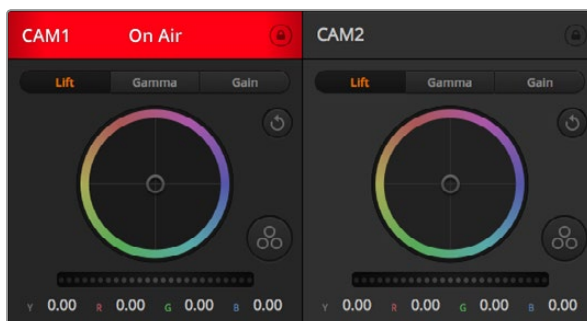 CAM1 On Air CAM2
Lift Gamma Gain Lift Gamma Gain
Y 0.00 R 0.00 G 0.00 B 0.00 Y 0.00 R 0.00 G 0.00 B 0.00